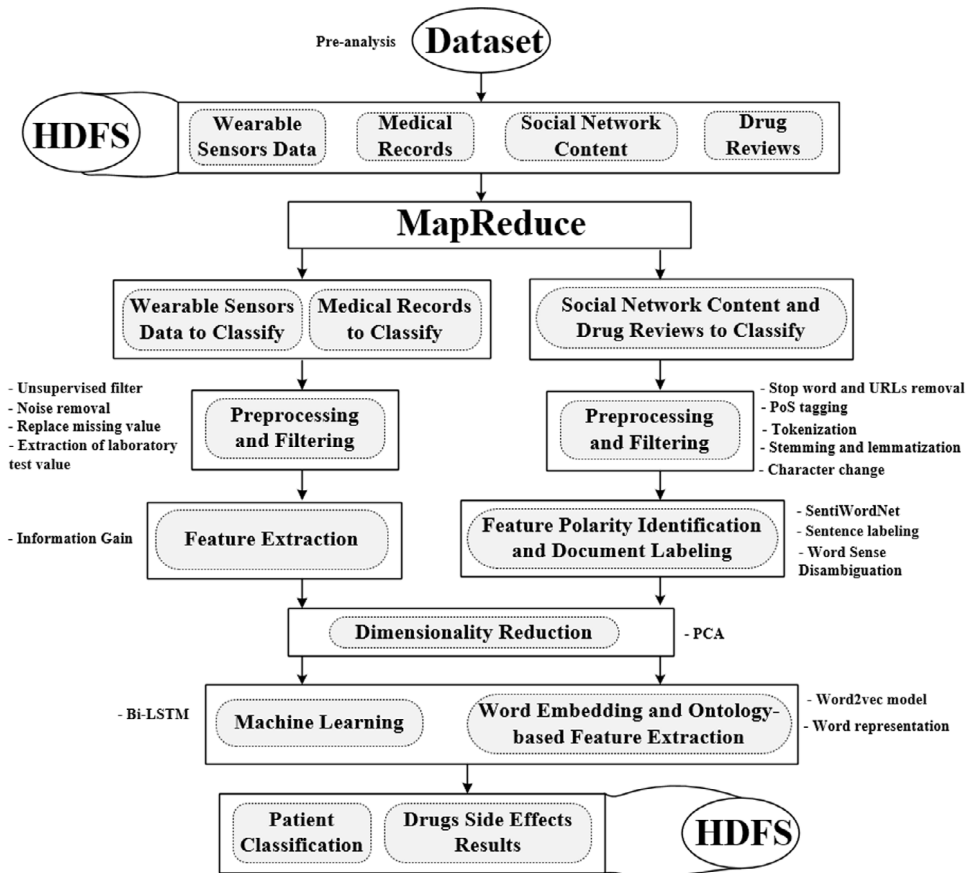 Pre-analysis
Dataset
HDFS
Wearable
Sensors Data
Medical
Records
Social Network
Content
Drug
Reviews
MapReduce
Wearable Sensors
Data to Classify
Medical Records
to Classify
Social Network Content and
Drug Reviews to Classify
- Unsupervised filter
- Noise removal
- Replace missing value
- Extraction of laboratory
test value
Preprocessing
and Filtering
Preprocessing
and Filtering
- Stop word and URLs removal
- PoS tagging
- Tokenization
- Stemming and lemmatization
- Character change
- Information Gain
Feature Extraction
Feature Polarity Identification
and Document Labeling
- SentiWordNet
- Sentence labeling
- Word Sense
Disambiguation
Dimensionality Reduction
- PCA
- Bi-LSTM
Machine Learning
Word Embedding and Ontology-
based Feature Extraction
- Word2vec model
- Word representation
Patient
Classification
Drugs Side Effects
Results
HDFS